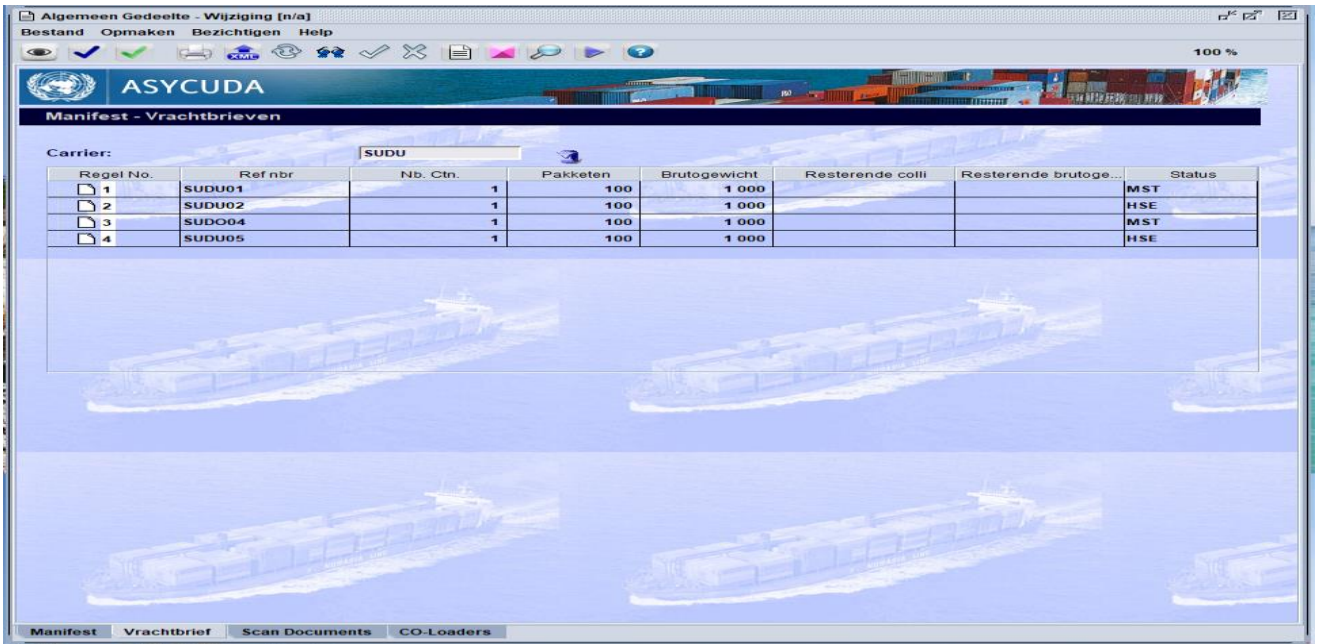 Algemeen Gedeelte - Wijziging [n/a]
Bestand Opmaken Bezichtigen Help
XML 100 %
ASYCUDA
Manifest - Vrachtbrieven
Carrier: SUDU
Regel No. Ref nbr Nb. Ctn. Pakketen Brutogewicht Resterende colli Resterende brutoge... Status
1 SUDU01 1 100 1 000 MST
2 SUDU02 1 100 1 000 HSE
3 SUDO04 1 100 1 000 MST
4 SUDU05 1 100 1 000 HSE
Manifest Vrachtbrief Scan Documents CO-Loaders